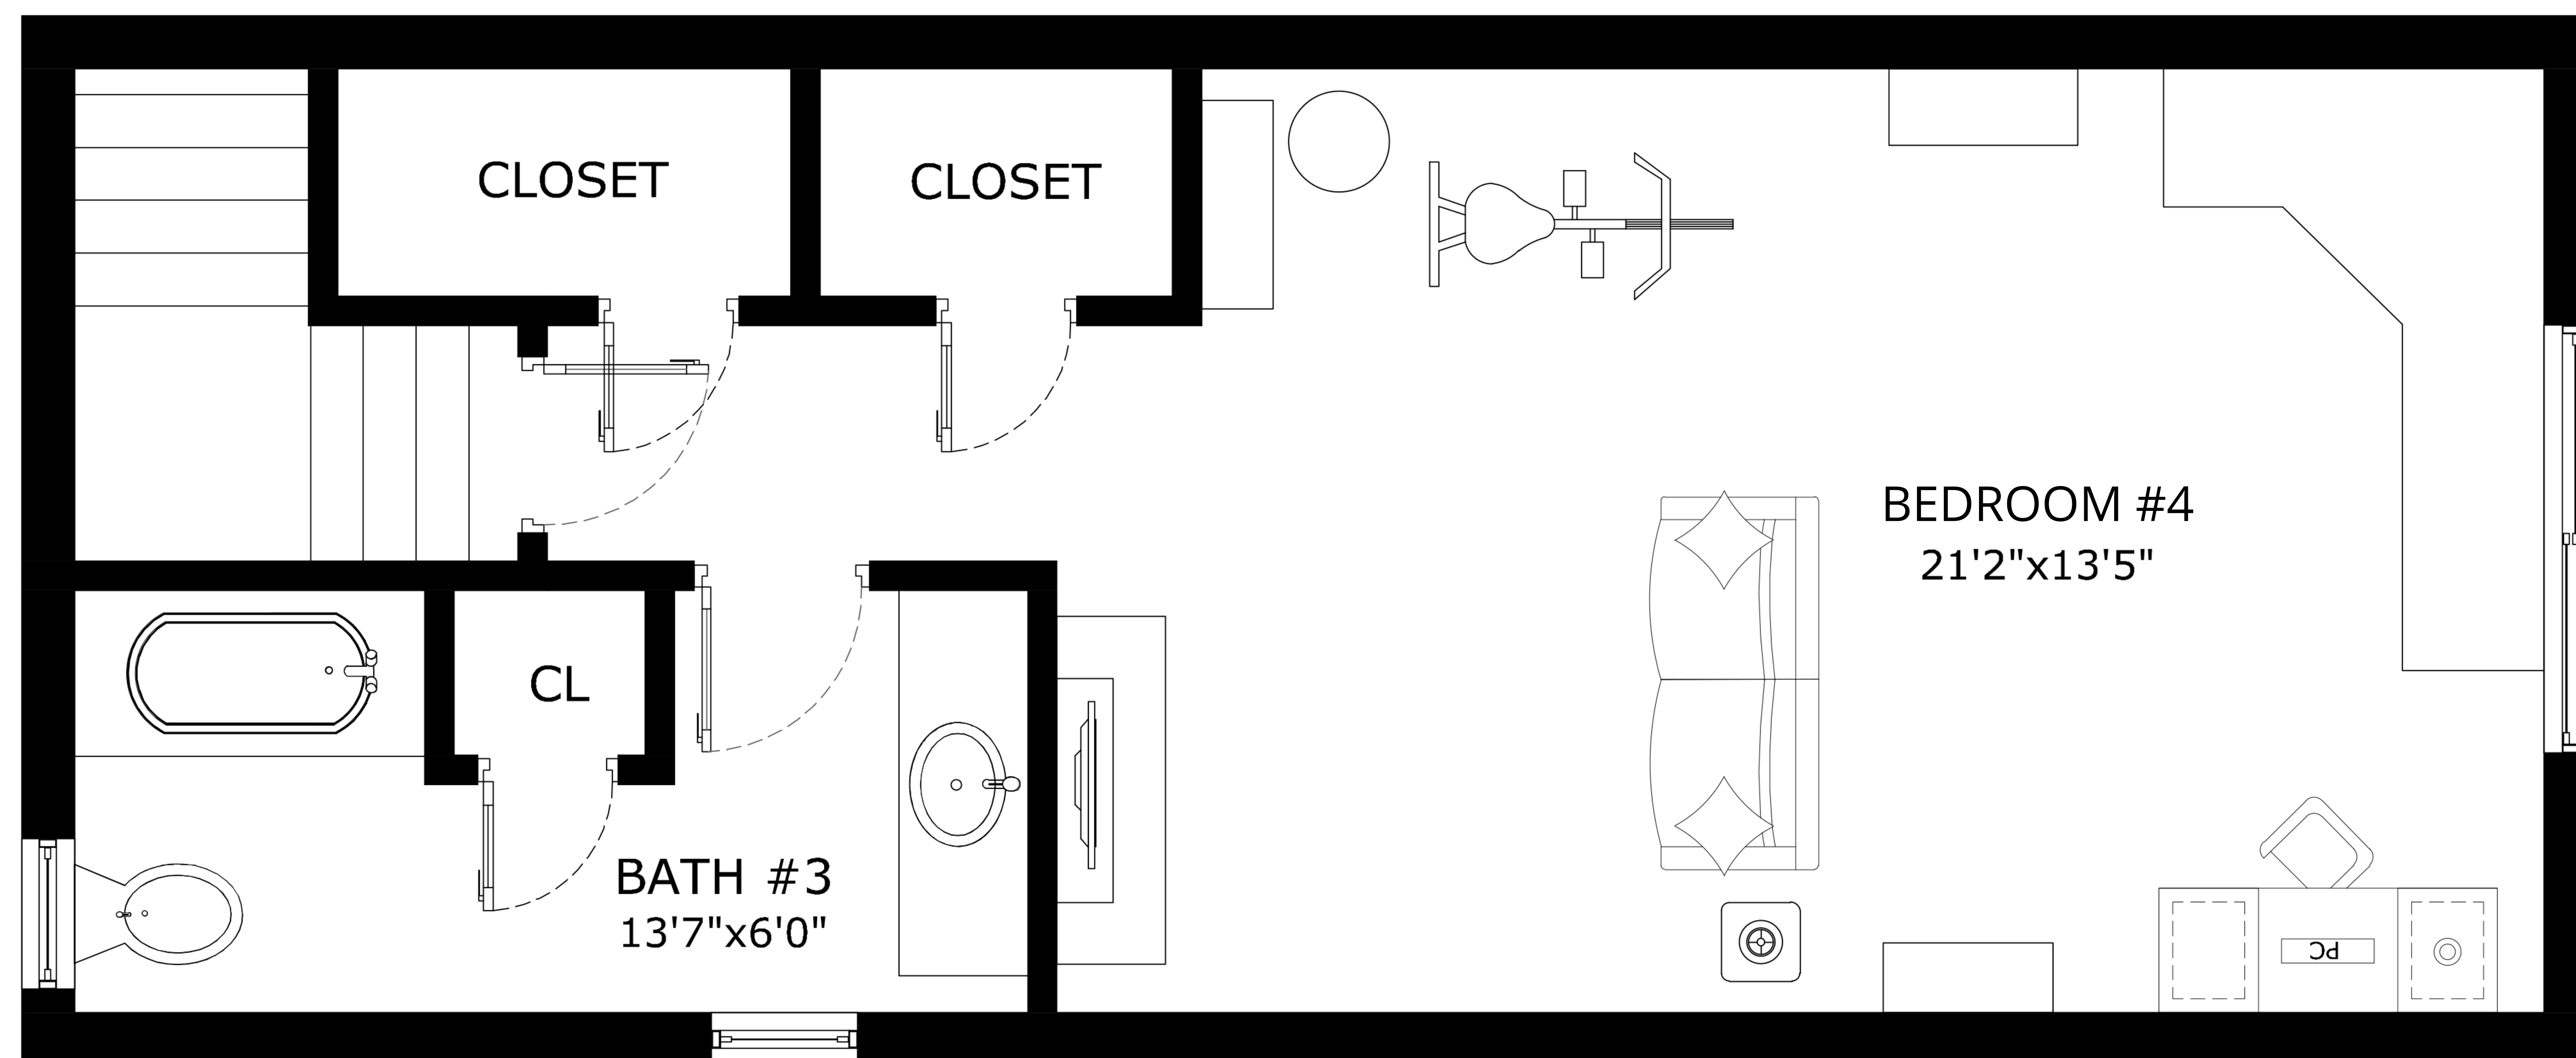 CLOSET
CLOSET
BEDROOM #4
21'2"x13'5"
CL
BATH #3
13'7"x6'0"
PC